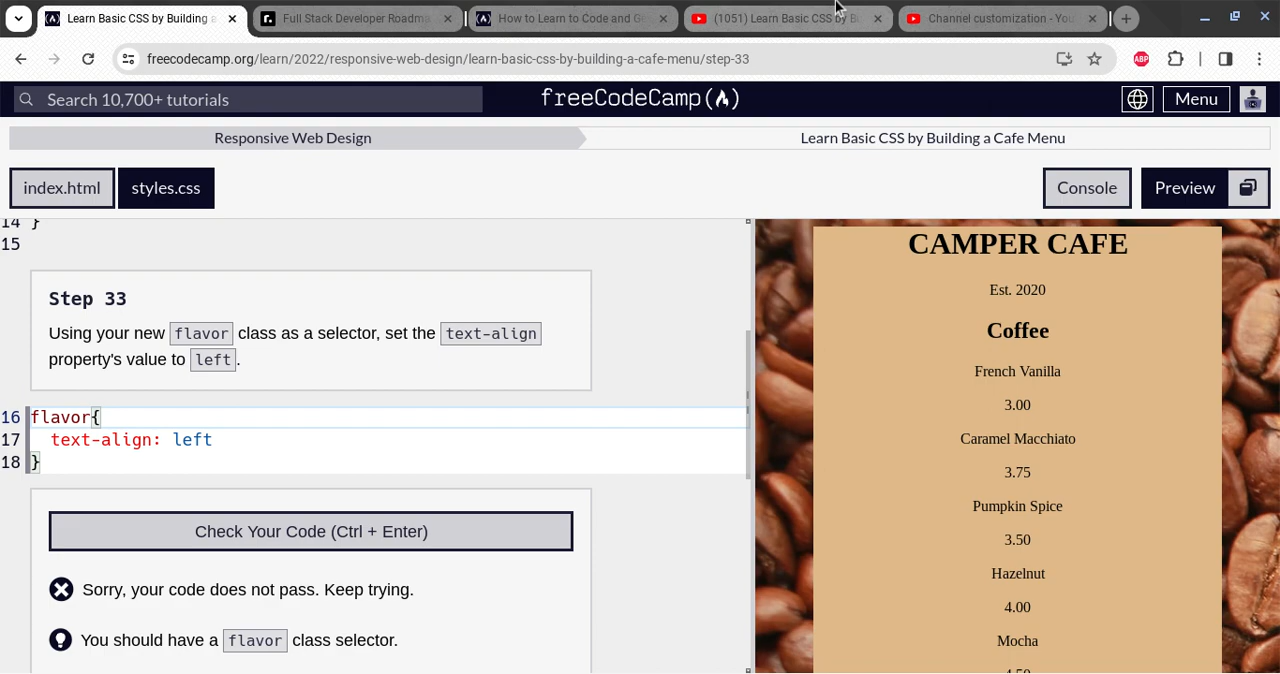 Learn Basic CSS by Building a
Full Stack Developer Roadma
How to Learn to Code and Ge
(1051) Learn Basic CSS by B
Channel customization - You
freecodecamp.org/learn/2022/responsive-web-design/learn-basic-css-by-building-a-cafe-menu/step-33
ABP
Search 10,700+ tutorials
freeCodeCamp
Menu
Responsive Web Design
Learn Basic CSS by Building a Cafe Menu
index.html
styles.css
Console
Preview
14 }
15
Step 33
Using your new flavor class as a selector, set the text-align
property's value to left.
16 flavor{
17 text-align: left
18 }
Check Your Code (Ctrl + Enter)
Sorry, your code does not pass. Keep trying.
You should have a flavor class selector.
CAMPER CAFE
Est. 2020
Coffee
French Vanilla
3.00
Caramel Macchiato
3.75
Pumpkin Spice
3.50
Hazelnut
4.00
Mocha
4.50